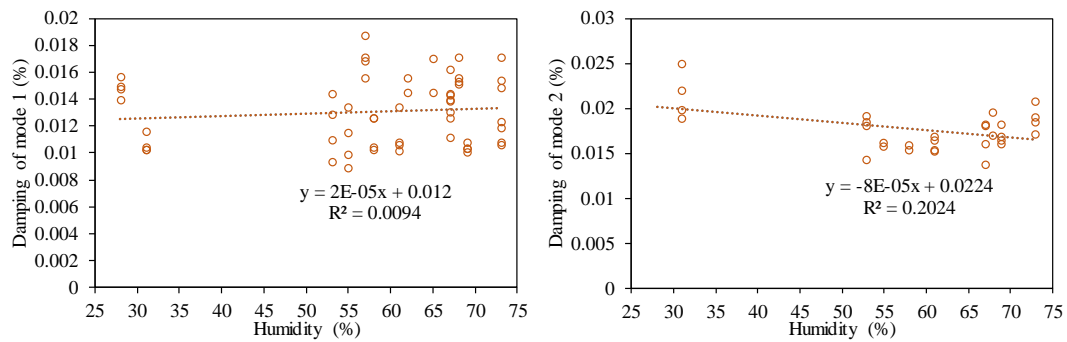 Damping of mode 1 (%)
0.02
0.018
0.016
0.014
0.012
0.01
0.008
0.006
0.004
0.002
0
y = 2E-05x + 0.012
R² = 0.0094
25 30 35 40 45 50 55 60 65 70 75
Humidity (%)
Damping of mode 2 (%)
0.03
0.025
0.02
0.015
0.01
0.005
0
y = -8E-05x + 0.0224
R² = 0.2024
25 30 35 40 45 50 55 60 65 70 75
Humidity (%)